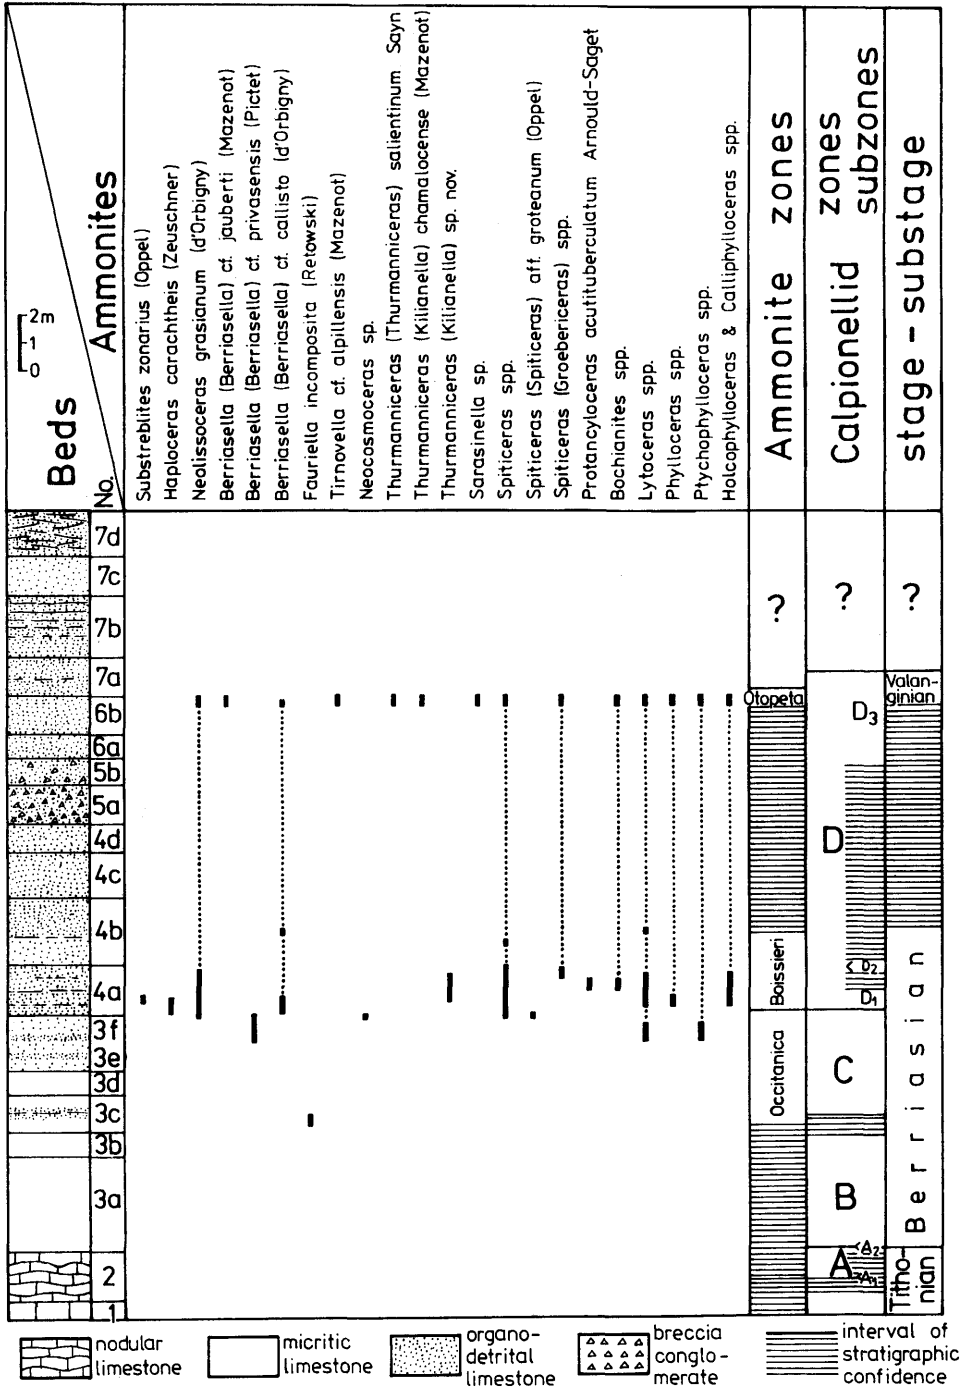 Ammonites
Beds
No.
2m
1
0
Substreblites zonarius (Oppel)
Haploceras carachtheis (Zeuschner)
Neolissoceras grasianum (d'Orbigny)
Berriasella (Berriasella) cf. jauberti (Mazenot)
Berriasella (Berriasella) cf. privasensis (Pictet)
Berriasella (Berriasella) cf. callisto (d'Orbigny)
Fauriella incomposita (Retowski)
Tirnovella cf. alpillensis (Mazenot)
Neocosmoceras sp.
Thurmanniceras (Thurmanniceras) salientinum Sayn
Thurmanniceras (Kilianella) chamalocense (Mazenot)
Thurmanniceras (Kilianella) sp. nov.
Sarasinella sp.
Spiticeras spp.
Spiticeras (Spiticeras) aff. groteanum (Oppel)
Spiticeras (Groebericeras) spp.
Protancyloceras acutituberculatum Arnould-Saget
Bochianites spp.
Lytoceras spp.
Phylloceras spp.
Ptychophylloceras spp.
Holcophylloceras & Calliphylloceras spp.
Ammonite zones
Calpionellid zones
subzones
stage - substage
7d
7c
7b
7a
6b
6a
5b
5a
4d
4c
4b
4a
3f
3e
3d
3c
3b
3a
2
1
?
Otopeta
Boissieri
Occitanica
?
D3
D
<D2
D1
C
B
<A2
A
A1
?
Valan-
ginian
Berriasian
Titho-
nian
nodular
limestone
micritic
limestone
organo-
detrital
limestone
breccia
conglo-
merate
interval of
stratigraphic
confidence